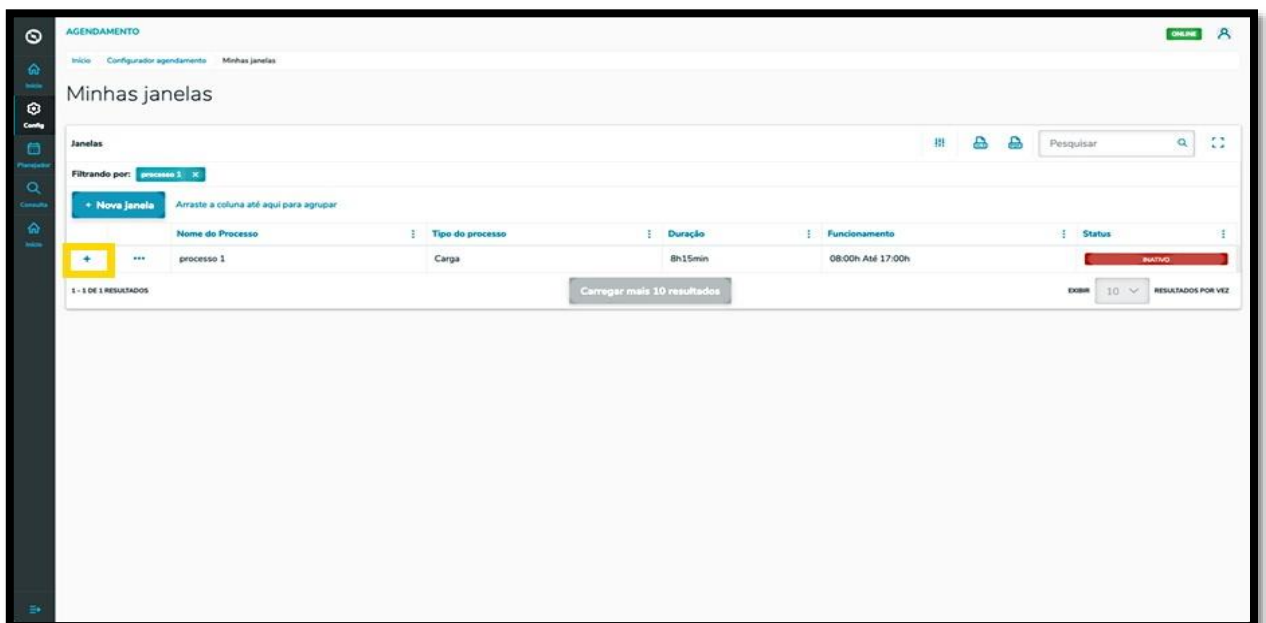 AGENDAMENTO
ONLINE
Início Configurador agendamento Minhas janelas
Início
Config
Planejador
Consulta
Início
Minhas janelas
Janelas
Pesquisar
Filtrando por: processo 1 ×
+ Nova Janela
Arraste a coluna até aqui para agrupar
Nome do Processo Tipo do processo Duração Funcionamento Status
+ ••• processo 1 Carga 8h15min 08:00h Até 17:00h INATIVO
1 - 1 DE 1 RESULTADOS
Carregar mais 10 resultados
EXIBIR 10 RESULTADOS POR VEZ